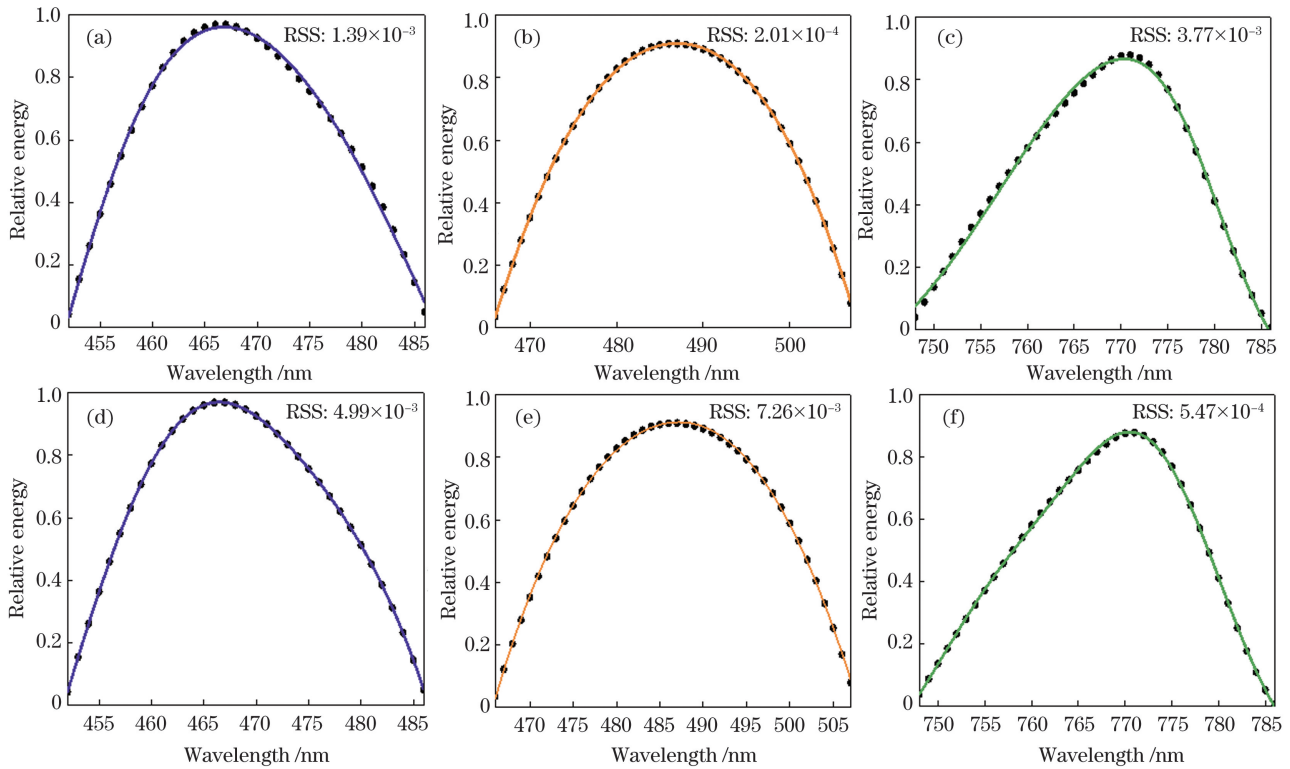 (a)
RSS: 1.39×10⁻³
1.0
0.8
0.6
0.4
0.2
0
Relative energy
455 460 465 470 475 480 485
Wavelength /nm
(b)
RSS: 2.01×10⁻⁴
1.0
0.8
0.6
0.4
0.2
0
Relative energy
470 480 490 500
Wavelength /nm
(c)
RSS: 3.77×10⁻³
1.0
0.8
0.6
0.4
0.2
0
Relative energy
750 755 760 765 770 775 780 785
Wavelength /nm
(d)
RSS: 4.99×10⁻³
1.0
0.8
0.6
0.4
0.2
0
Relative energy
455 460 465 470 475 480 485
Wavelength /nm
(e)
RSS: 7.26×10⁻³
1.0
0.8
0.6
0.4
0.2
0
Relative energy
470 475 480 485 490 495 500 505
Wavelength /nm
(f)
RSS: 5.47×10⁻⁴
1.0
0.8
0.6
0.4
0.2
0
Relative energy
750 755 760 765 770 775 780 785
Wavelength /nm